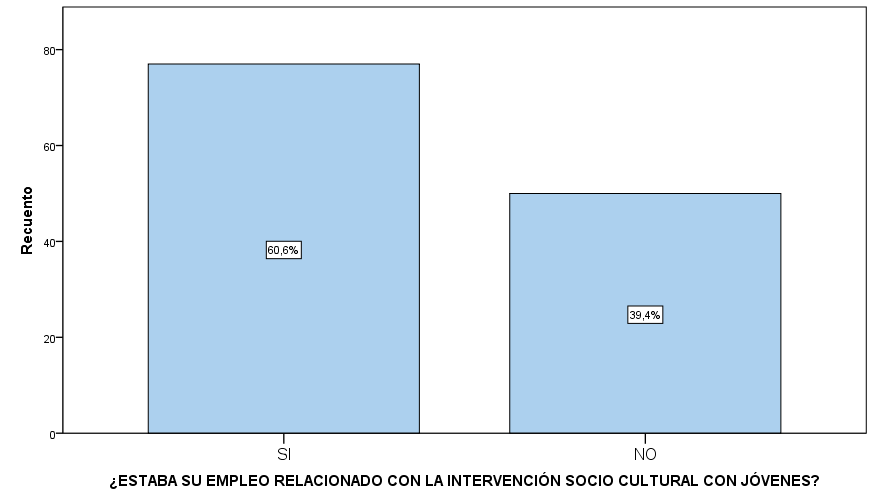 80
60
40
20
0
Recuento
60,6%
39,4%
SI
NO
¿ESTABA SU EMPLEO RELACIONADO CON LA INTERVENCIÓN SOCIO CULTURAL CON JÓVENES?